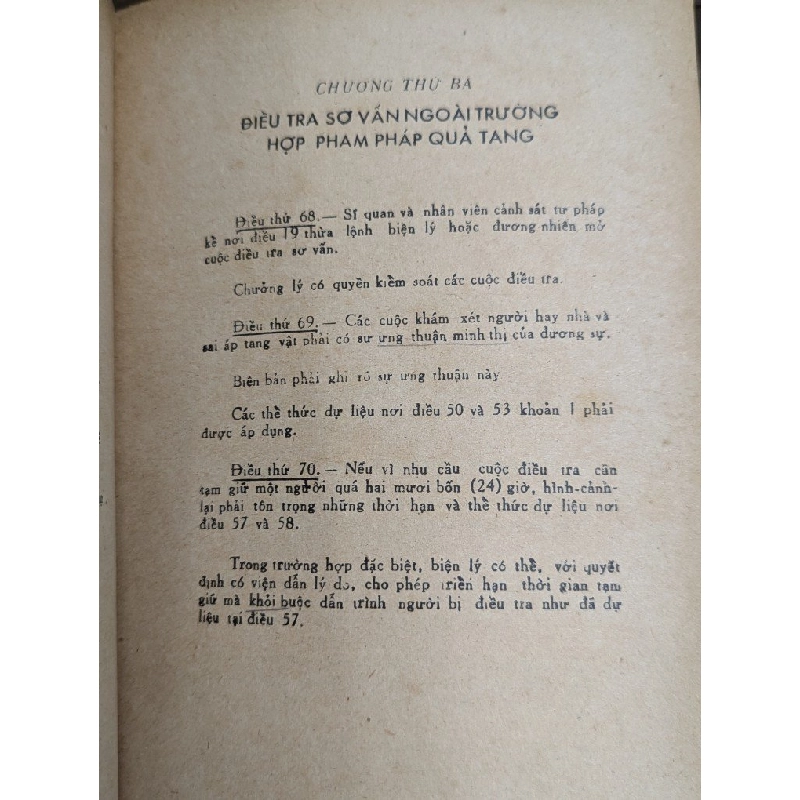 CHƯƠNG THỨ BA
ĐIỀU TRA SƠ VẤN NGOÀI TRƯỜNG
HỢP PHAM PHÁP QUẢ TANG
Điều thứ 68.— Sĩ quan và nhân viên cảnh sát tư pháp
kề nơi điều 19 thừa lệnh biện lý hoặc đương nhiên mở
cuộc điều tra sơ vấn.
Chưởng lý có quyền kiểm soát các cuộc điều tra.
Điều thứ 69.— Các cuộc khám xét người hay nhà và
sai áp tang vật phải có sự ưng thuận minh thị của đương sự.
Biên bản phải ghi rõ sự ưng thuận này
Các thể thức dự liệu nơi điều 50 và 53 khoản 1 phải
được áp dụng.
Điều thứ 70.— Nếu vì nhu cầu cuộc điều tra cần
tạm giữ một người quá hai mươi bốn (24) giờ, hình-cảnh-
lại phải tôn trọng những thời hạn và thể thức dự liệu nơi
điều 57 và 58.
Trong trường hợp đặc biệt, biện lý có thể, với quyết
định có viện dẫn lý do, cho phép triển hạn thời gian tạm
giữ mà khỏi buộc dẫn trình người bị điều tra như đã dự
liệu tại điều 57.